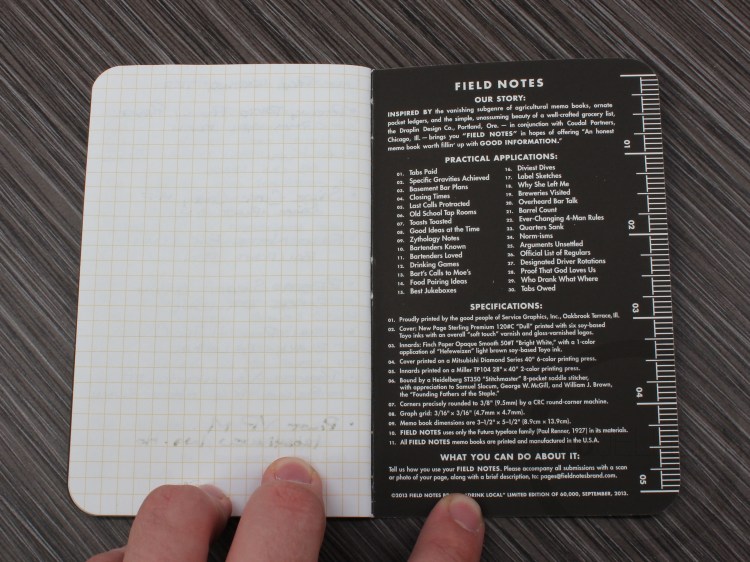 FIELD NOTES
OUR STORY:
INSPIRED BY the vanishing subgenre of agricultural memo books, ornate
pocket ledgers, and the simple, unassuming beauty of a well-crafted grocery list,
the Draplin Design Co., Portland, Ore. — in conjunction with Coudal Partners,
Chicago, Ill. — brings you "FIELD NOTES" in hopes of offering "An honest
memo book worth fillin' up with GOOD INFORMATION."
PRACTICAL APPLICATIONS:
01. Tabs Paid
02. Specific Gravities Achieved
03. Basement Bar Plans
04. Closing Times
05. Last Calls Protracted
06. Old School Tap Rooms
07. Toasts Toasted
08. Good Ideas at the Time
09. Zythology Notes
10. Bartenders Known
11. Bartenders Loved
12. Drinking Games
13. Bart's Calls to Moe's
14. Food Pairing Ideas
15. Best Jukeboxes
16. Diviest Dives
17. Label Sketches
18. Why She Left Me
19. Breweries Visited
20. Overheard Bar Talk
21. Barrel Count
22. Ever-Changing 4-Man Rules
23. Quarters Sank
24. Norm-isms
25. Arguments Unsettled
26. Official List of Regulars
27. Designated Driver Rotations
28. Proof That God Loves Us
29. Who Drank What Where
30. Tabs Owed
SPECIFICATIONS:
01. Proudly printed by the good people of Service Graphics, Inc., Oakbrook Terrace, Ill.
02. Cover: New Page Sterling Premium 120#C "Dull" printed with six soy-based
Toyo inks with an overall "soft touch" varnish and gloss-varnished logos.
03. Innards: Finch Paper Opaque Smooth 50#T "Bright White," with a 1-color
application of "Hefeweizen" light brown soy-based Toyo ink.
04. Cover printed on a Mitsubishi Diamond Series 40" 6-color printing press.
05. Innards printed on a Miller TP104 28" x 40" 2-color printing press.
06. Bound by a Heidelberg ST350 "Stitchmaster" 8-pocket saddle stitcher,
with appreciation to Samuel Slocum, George W. McGill, and William J. Brown,
the "Founding Fathers of the Staple."
07. Corners precisely rounded to 3/8" (9.5mm) by a CRC round-corner machine.
08. Graph grid: 3/16" x 3/16" (4.7mm x 4.7mm).
09. Memo book dimensions are 3-1/2" x 5-1/2" (8.9cm x 13.9cm).
10. FIELD NOTES uses only the Futura typeface family (Paul Renner, 1927) in its materials.
11. All FIELD NOTES memo books are printed and manufactured in the U.S.A.
WHAT YOU CAN DO ABOUT IT:
Tell us how you use your FIELD NOTES. Please accompany all submissions with a scan
or photo of your page, along with a brief description, to: pages@fieldnotesbrand.com.
©2013 FIELD NOTES "DRINK LOCAL" LIMITED EDITION OF 60,000, SEPTEMBER, 2013.
01
02
03
04
05